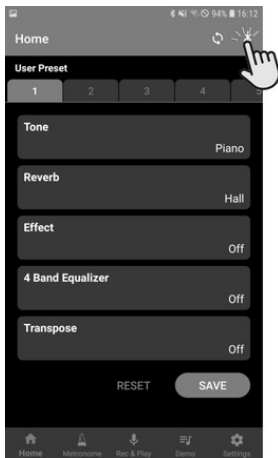 94% 16:12
Home
User Preset
1 2 3 4 5
Tone
Piano
Reverb
Hall
Effect
Off
4 Band Equalizer
Off
Transpose
Off
RESET SAVE
Home Metronome Rec & Play Demo Settings